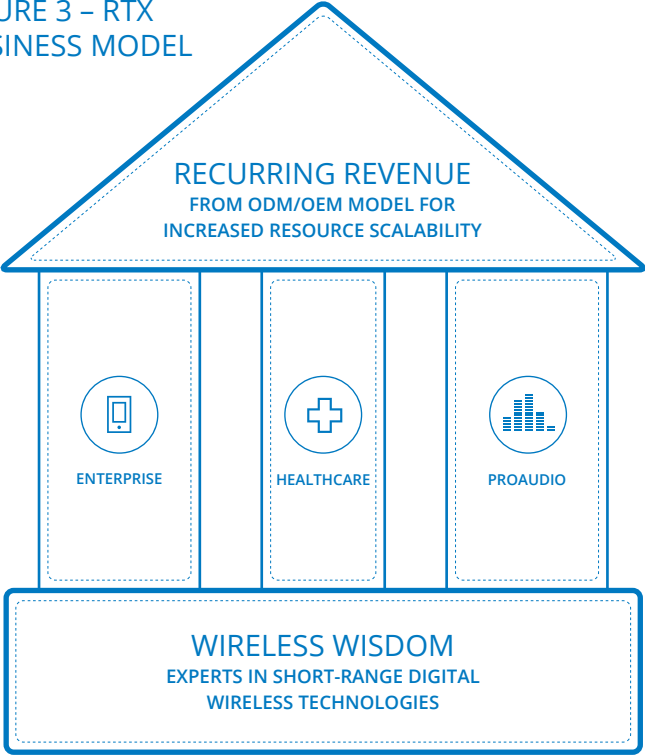 URE 3 – RTX
SINESS MODEL
RECURRING REVENUE
FROM ODM/OEM MODEL FOR
INCREASED RESOURCE SCALABILITY
ENTERPRISE
HEALTHCARE
PROAUDIO
WIRELESS WISDOM
EXPERTS IN SHORT-RANGE DIGITAL
WIRELESS TECHNOLOGIES